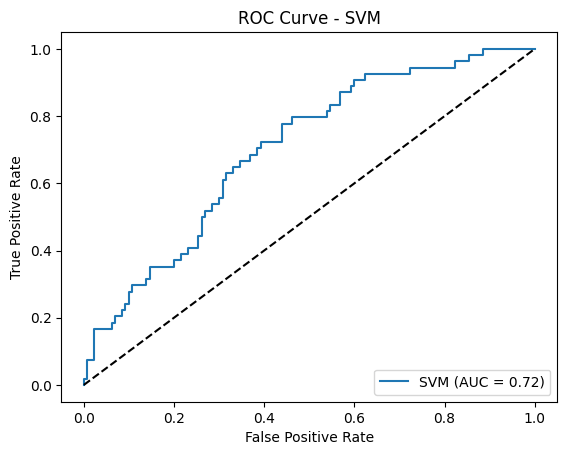 ROC Curve - SVM
True Positive Rate
1.0
0.8
0.6
0.4
0.2
0.0
SVM (AUC = 0.72)
0.0 0.2 0.4 0.6 0.8 1.0
False Positive Rate